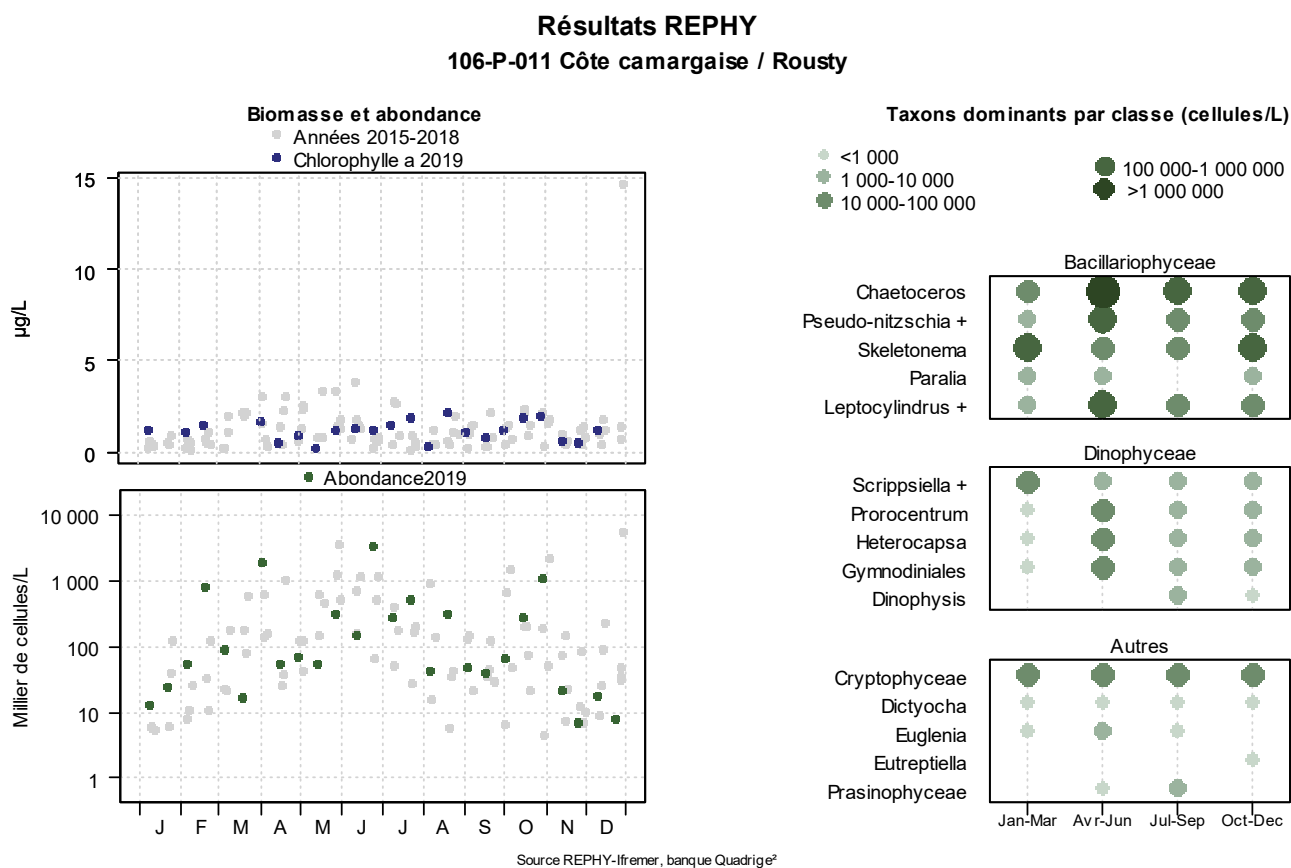 Résultats REPHY
106-P-011 Côte camargaise / Rousty
Biomasse et abondance
Années 2015-2018
Chlorophylle a 2019
µg/L
15
10
5
0
Abondance2019
Millier de cellules/L
10 000
1 000
100
10
1
J F M A M J J A S O N D
Taxons dominants par classe (cellules/L)
<1 000
1 000-10 000
10 000-100 000
100 000-1 000 000
>1 000 000
Bacillariophyceae
Chaetoceros
Pseudo-nitzschia +
Skeletonema
Paralia
Leptocylindrus +
Dinophyceae
Scrippsiella +
Prorocentrum
Heterocapsa
Gymnodiniales
Dinophysis
Autres
Cryptophyceae
Dictyocha
Euglenia
Eutreptiella
Prasinophyceae
Jan-Mar Avr-Jun Jul-Sep Oct-Dec
Source REPHY-Ifremer, banque Quadrige²